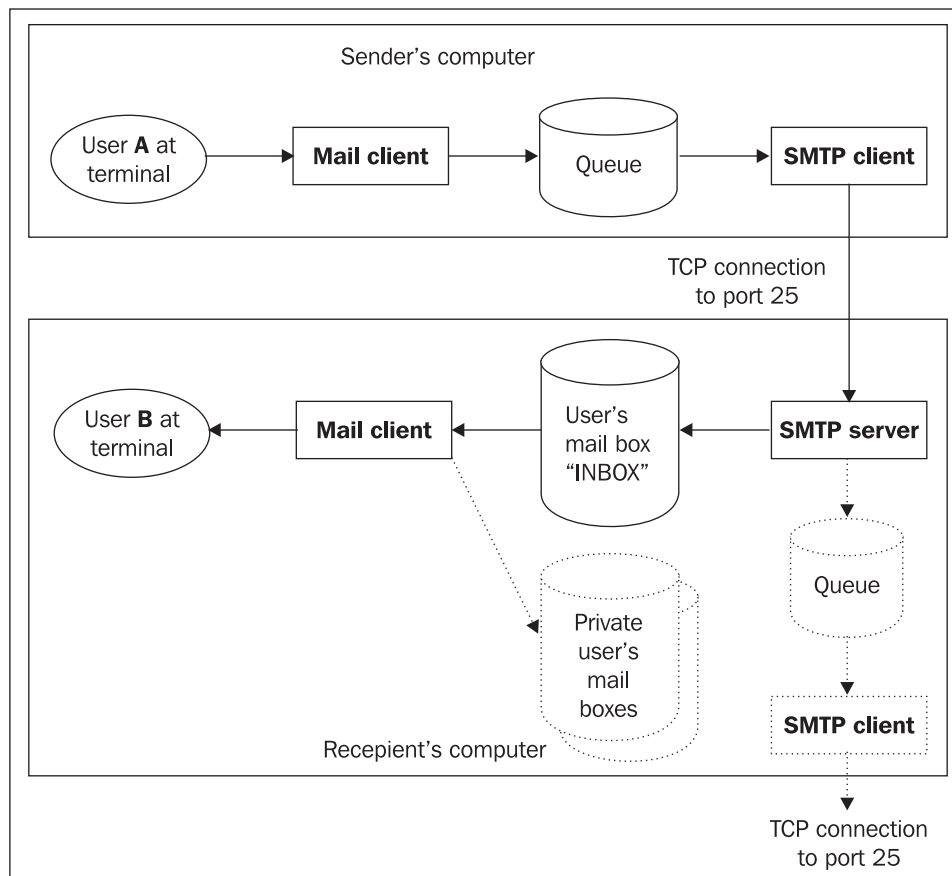 Sender's computer
User A at
terminal
Mail client
Queue
SMTP client
TCP connection
to port 25
User B at
terminal
Mail client
User's
mail box
“INBOX”
SMTP server
Queue
Private
user's
mail
boxes
SMTP client
Recepient's computer
TCP connection
to port 25